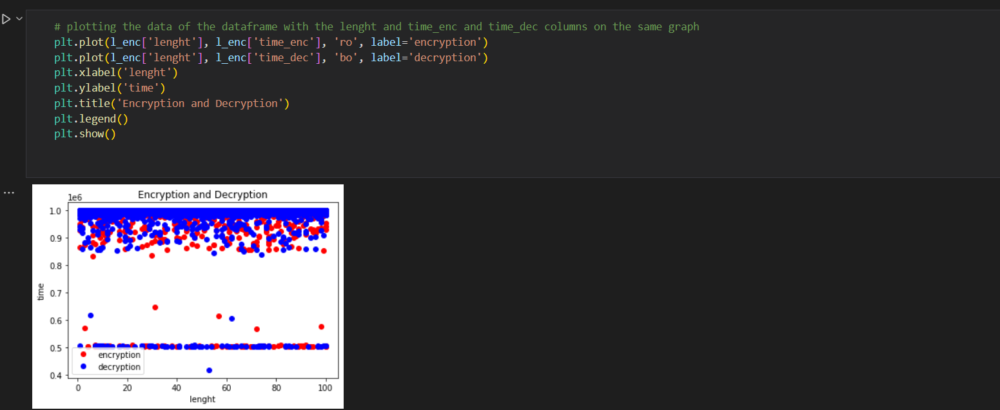 # plotting the data of the dataframe with the lenght and time_enc and time_dec columns on the same graph
plt.plot(l_enc['lenght'], l_enc['time_enc'], 'ro', label='encryption')
plt.plot(l_enc['lenght'], l_enc['time_dec'], 'bo', label='decryption')
plt.xlabel('lenght')
plt.ylabel('time')
plt.title('Encryption and Decryption')
plt.legend()
plt.show()
...
Encryption and Decryption
1e6
1.0
0.9
0.8
0.7
0.6
0.5
0.4
time
encryption
decryption
0 20 40 60 80 100
lenght